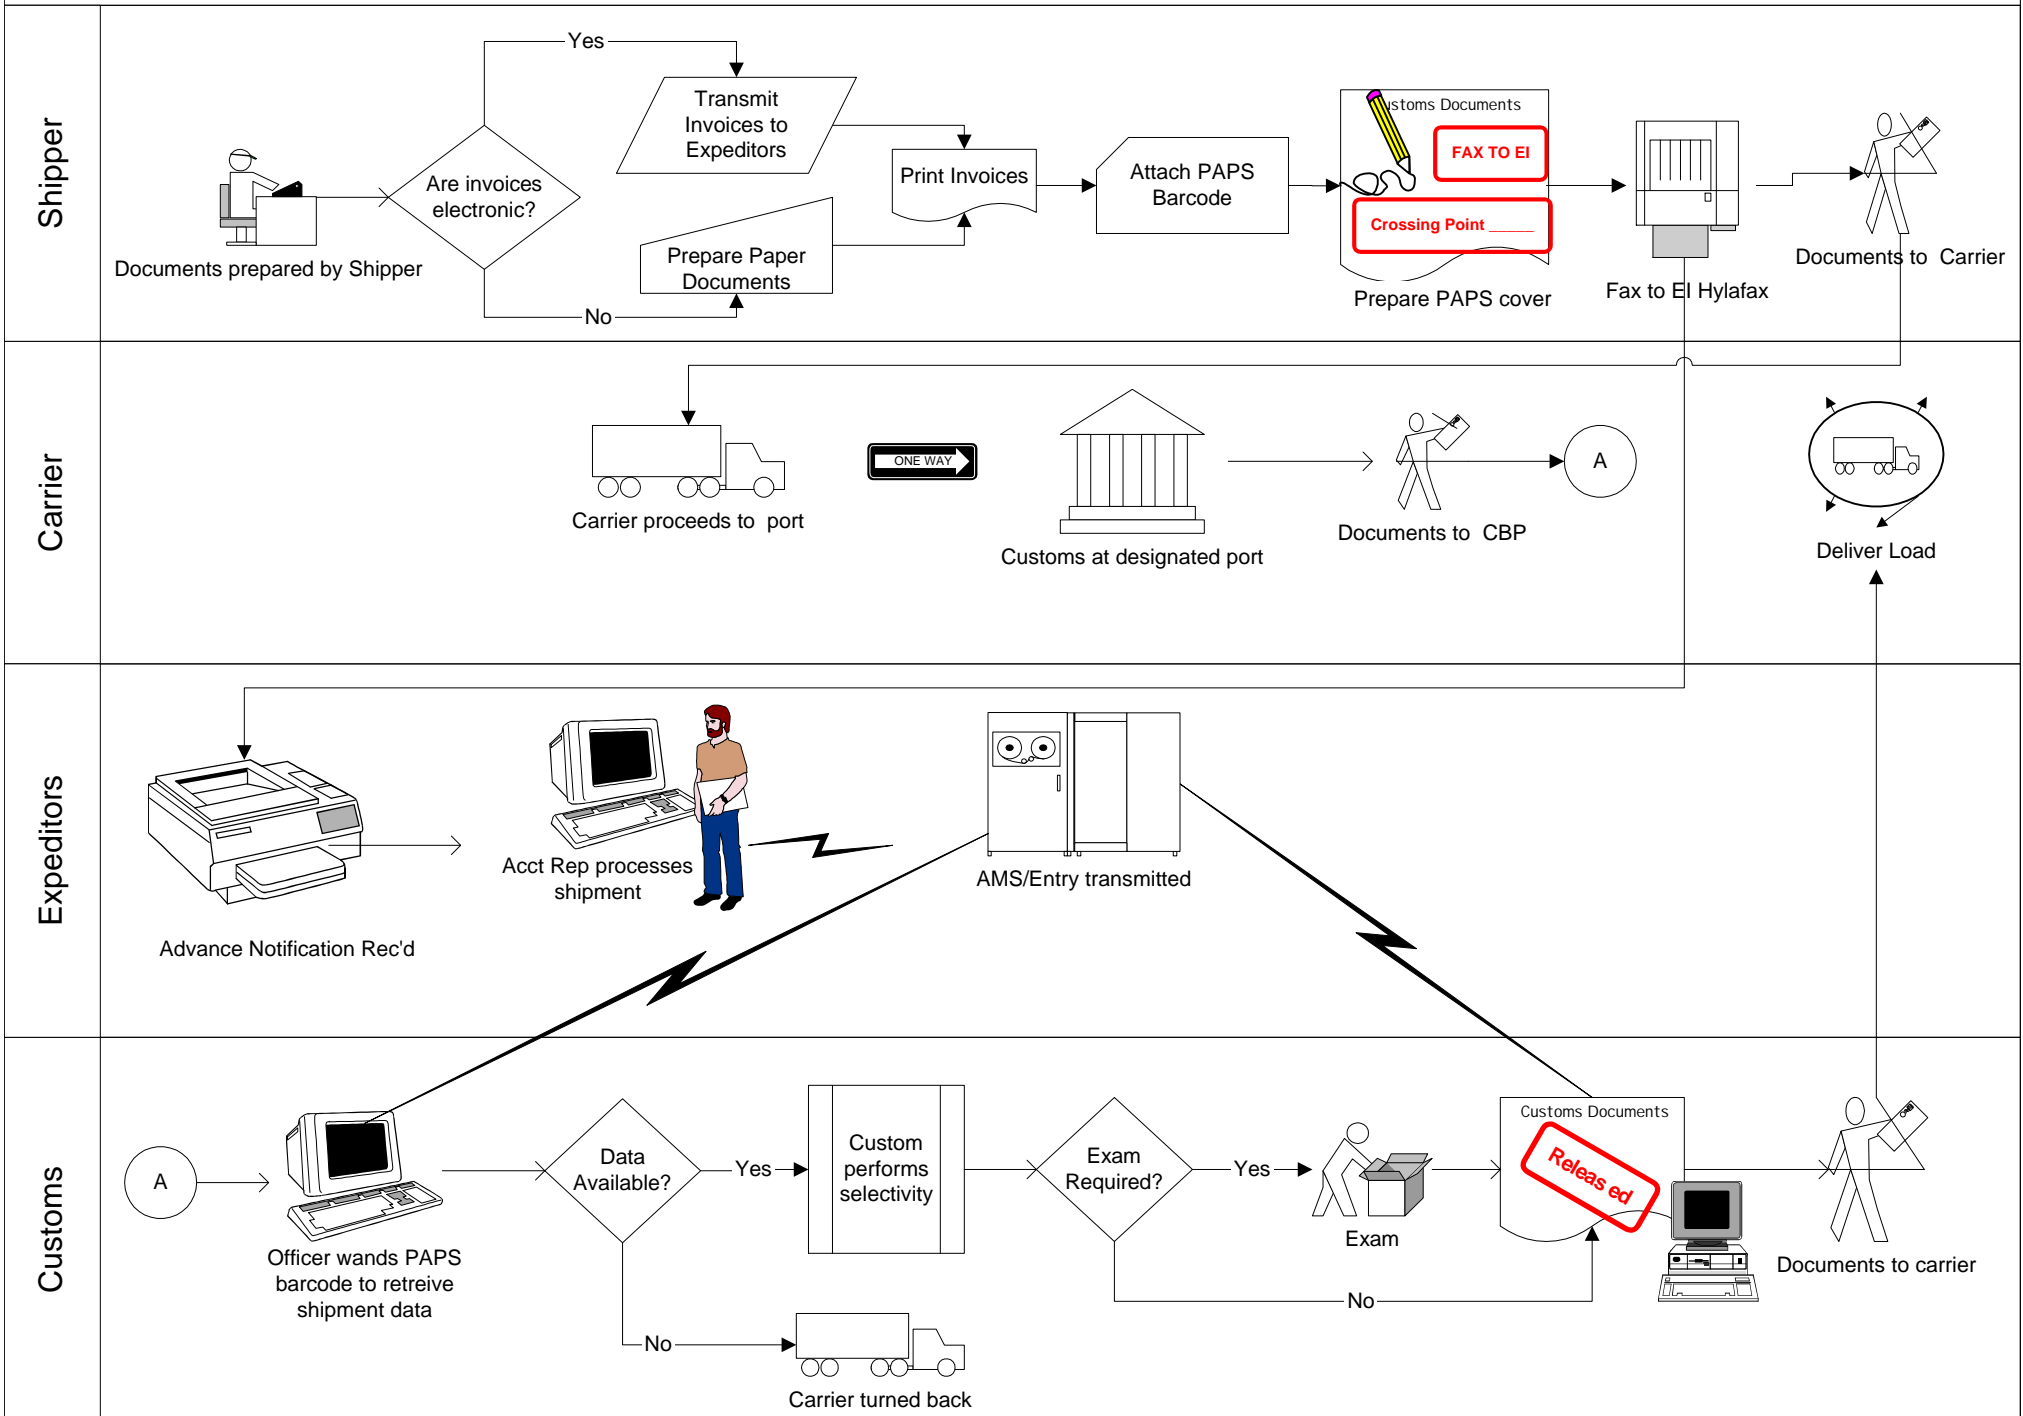 Shipper
Yes
Transmit
Invoices to
Expeditors
Are invoices
electronic?
Documents prepared by Shipper
Prepare Paper
Documents
No
Print Invoices
Attach PAPS
Barcode
ustoms Documents
FAX TO EI
Crossing Point _____
Prepare PAPS cover
Fax to EI Hylafax
Documents to Carrier
Carrier
Carrier proceeds to port
ONE WAY
Customs at designated port
Documents to CBP
A
Deliver Load
Expeditors
Advance Notification Rec'd
Acct Rep processes
shipment
AMS/Entry transmitted
Customs
A
Officer wands PAPS
barcode to retreive
shipment data
Data
Available?
Yes
No
Carrier turned back
Custom
performs
selectivity
Exam
Required?
Yes
Exam
No
Customs Documents
Releas ed
Documents to carrier